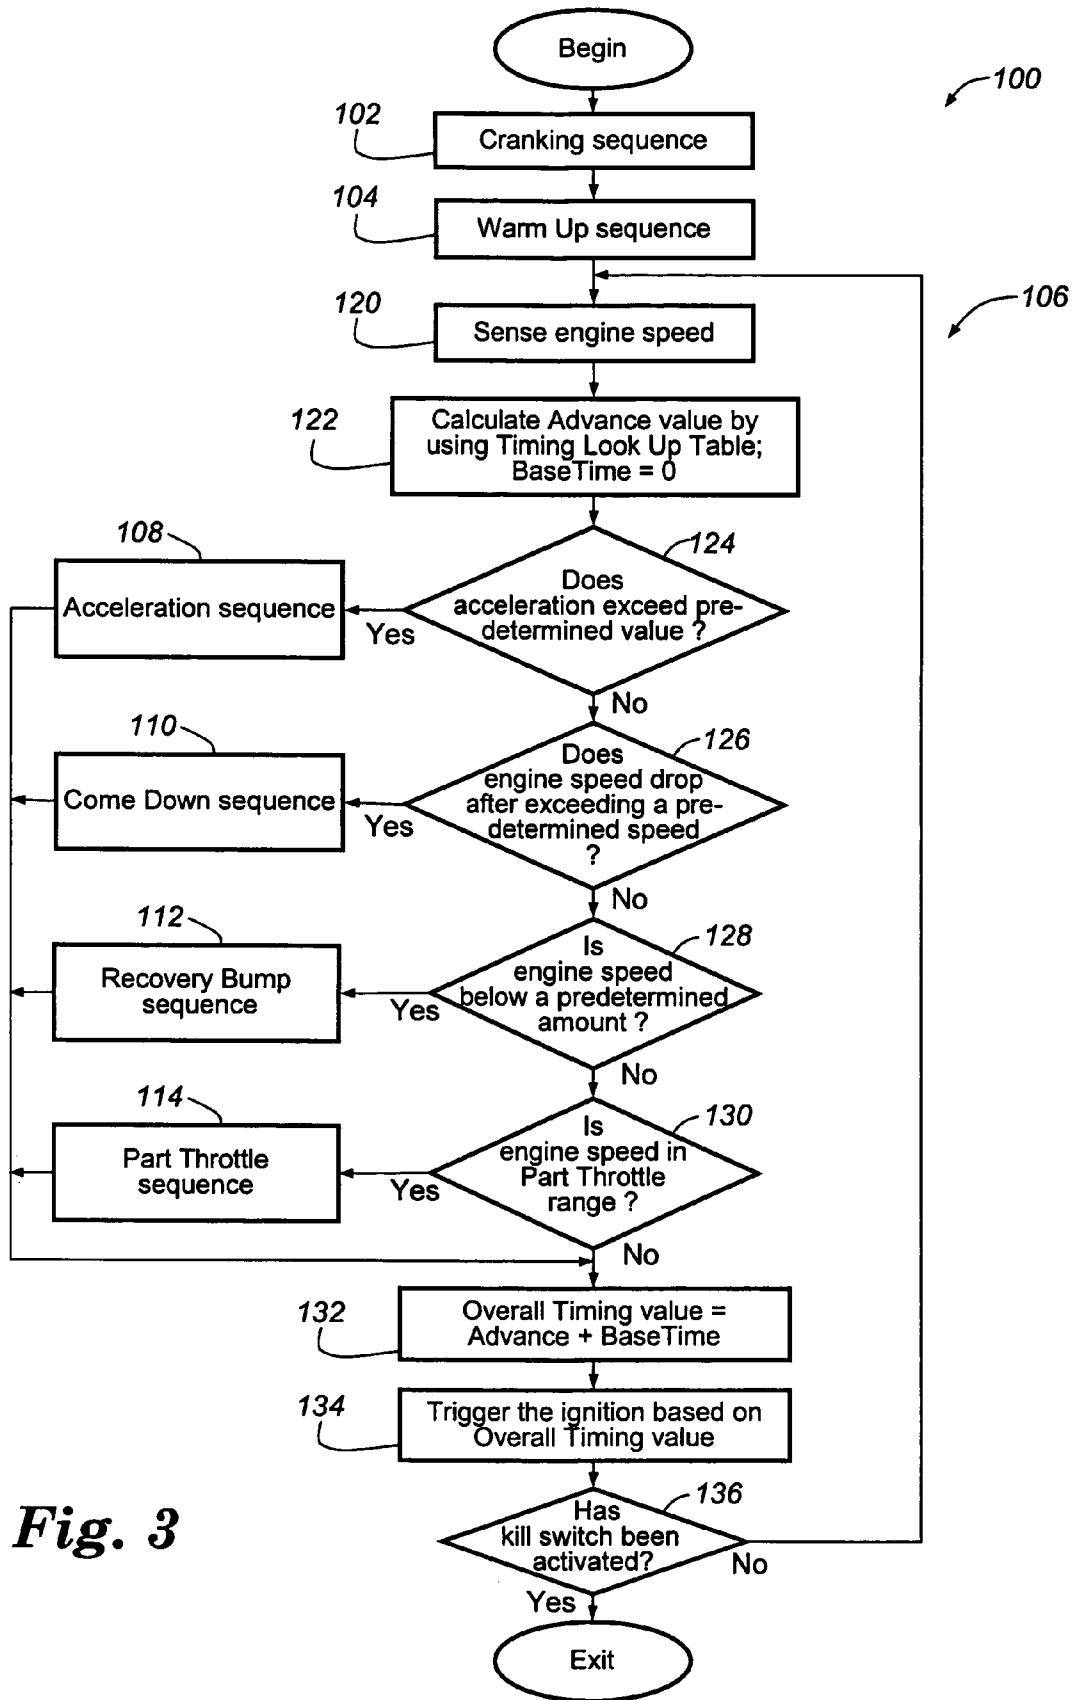 Begin
100
102
Cranking sequence
104
Warm Up sequence
106
120
Sense engine speed
122
Calculate Advance value by
using Timing Look Up Table;
BaseTime = 0
108
124
Acceleration sequence
Does
acceleration exceed pre-
determined value ?
Yes
No
110
126
Come Down sequence
Does
engine speed drop
after exceeding a pre-
determined speed
?
Yes
No
112
128
Recovery Bump
sequence
Is
engine speed
below a predetermined
amount ?
Yes
No
114
130
Part Throttle
sequence
Is
engine speed in
Part Throttle
range ?
Yes
No
132
Overall Timing value =
Advance + BaseTime
134
Trigger the ignition based on
Overall Timing value
136
Has
kill switch been
activated?
No
Yes
Exit
Fig. 3